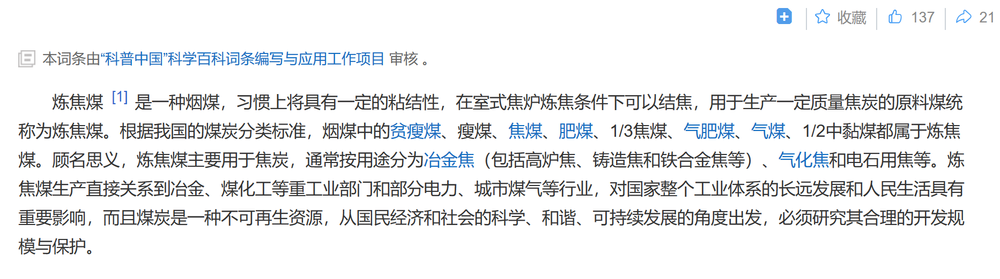 收藏 137 21
本词条由“科普中国”科学百科词条编写与应用工作项目 审核 。
炼焦煤 [1] 是一种烟煤，习惯上将具有一定的粘结性，在室式焦炉炼焦条件下可以结焦，用于生产一定质量焦炭的原料煤统
称为炼焦煤。根据我国的煤炭分类标准，烟煤中的贫瘦煤、瘦煤、焦煤、肥煤、1/3焦煤、气肥煤、气煤、1/2中黏煤都属于炼焦
煤。顾名思义，炼焦煤主要用于焦炭，通常按用途分为冶金焦（包括高炉焦、铸造焦和铁合金焦等）、气化焦和电石用焦等。炼
焦煤生产直接关系到冶金、煤化工等重工业部门和部分电力、城市煤气等行业，对国家整个工业体系的长远发展和人民生活具有
重要影响，而且煤炭是一种不可再生资源，从国民经济和社会的科学、和谐、可持续发展的角度出发，必须研究其合理的开发规
模与保护。